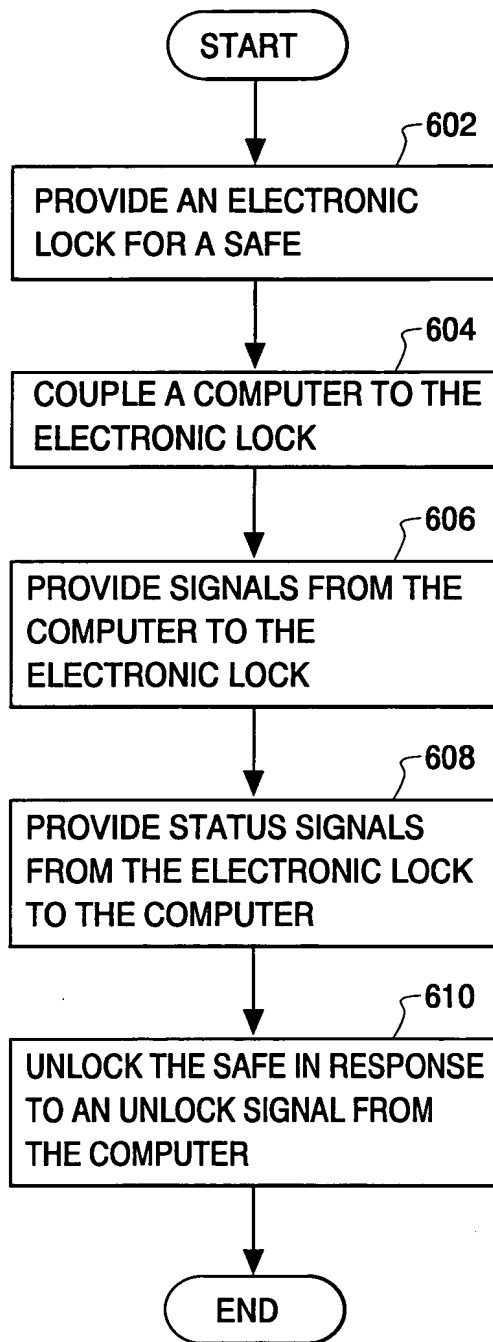 START
602
PROVIDE AN ELECTRONIC
LOCK FOR A SAFE
604
COUPLE A COMPUTER TO THE
ELECTRONIC LOCK
606
PROVIDE SIGNALS FROM THE
COMPUTER TO THE
ELECTRONIC LOCK
608
PROVIDE STATUS SIGNALS
FROM THE ELECTRONIC LOCK
TO THE COMPUTER
610
UNLOCK THE SAFE IN RESPONSE
TO AN UNLOCK SIGNAL FROM
THE COMPUTER
END